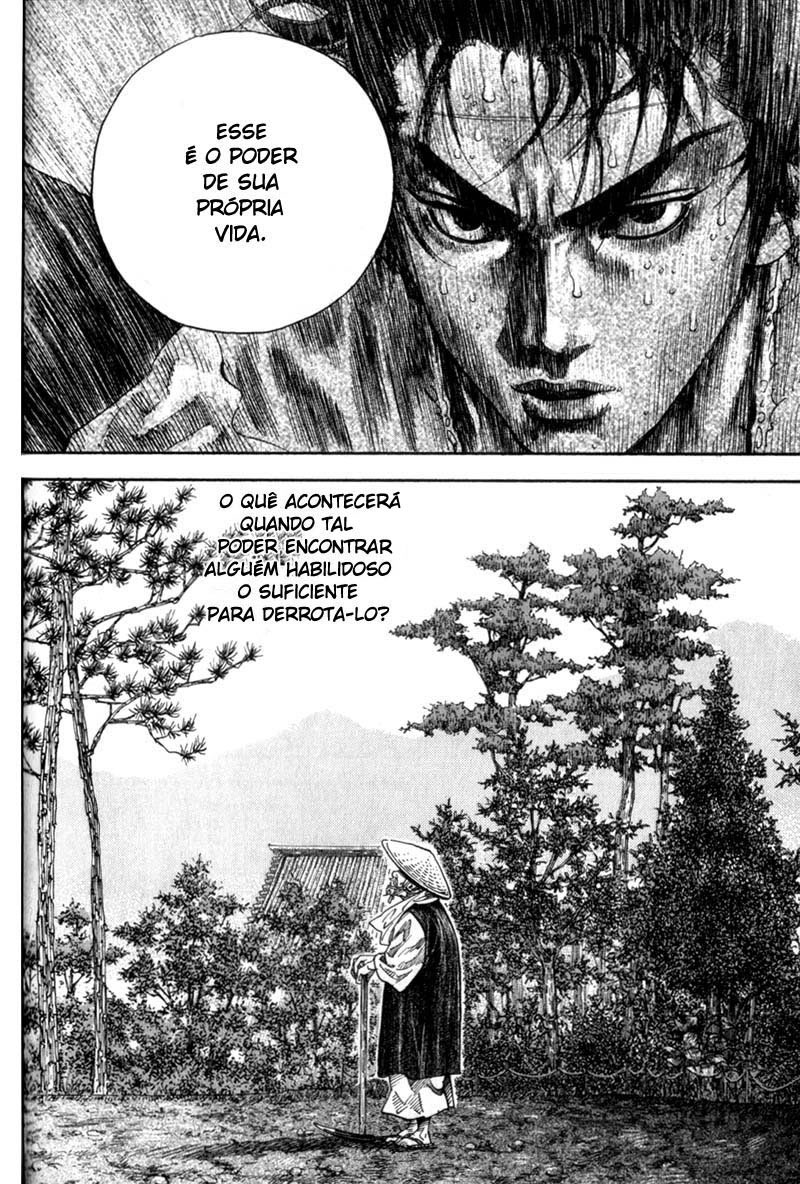 ESSE
É O PODER
DE SUA
PRÓPRIA
VIDA.
O QUÊ ACONTECERÁ
QUANDO TAL
PODER ENCONTRAR
ALGUÉM HABILIDOSO
O SUFICIENTE
PARA DERROTA-LO?